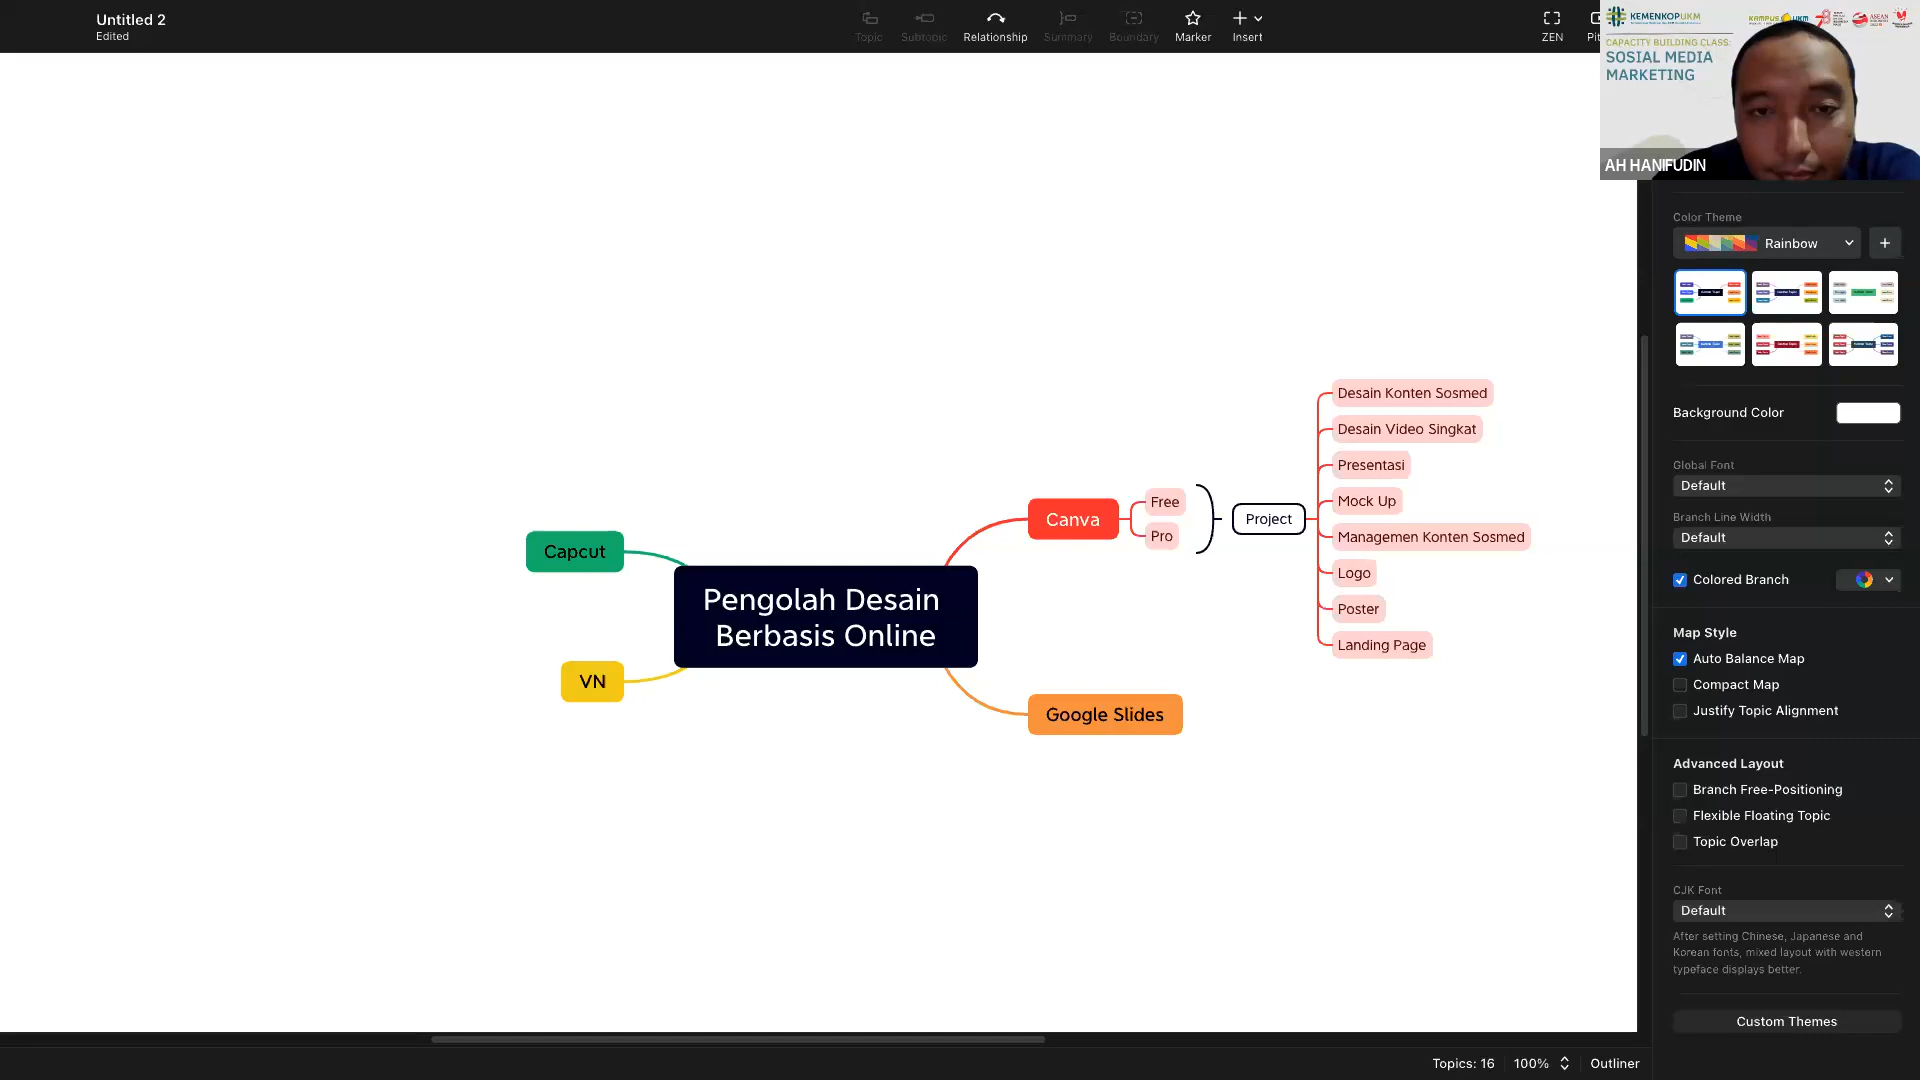 Untitled 2
Edited
Topic
Subtopic
Relationship
Summary
Boundary
Marker
Insert
ZEN
KEMENKOPUKM
CAPACITY BUILDING CLASS:
SOSIAL MEDIA
MARKETING
AH HANIFUDIN
Capcut
VN
Pengolah Desain
Berbasis Online
Canva
Free
Pro
Project
Desain Konten Sosmed
Desain Video Singkat
Presentasi
Mock Up
Managemen Konten Sosmed
Logo
Poster
Landing Page
Google Slides
Color Theme
Rainbow
Background Color
Global Font
Default
Branch Line Width
Default
Colored Branch
Map Style
Auto Balance Map
Compact Map
Justify Topic Alignment
Advanced Layout
Branch Free-Positioning
Flexible Floating Topic
Topic Overlap
CJK Font
Default
After setting Chinese, Japanese and
Korean fonts, mixed layout with western
typeface displays better.
Custom Themes
Topics: 16
100%
Outliner